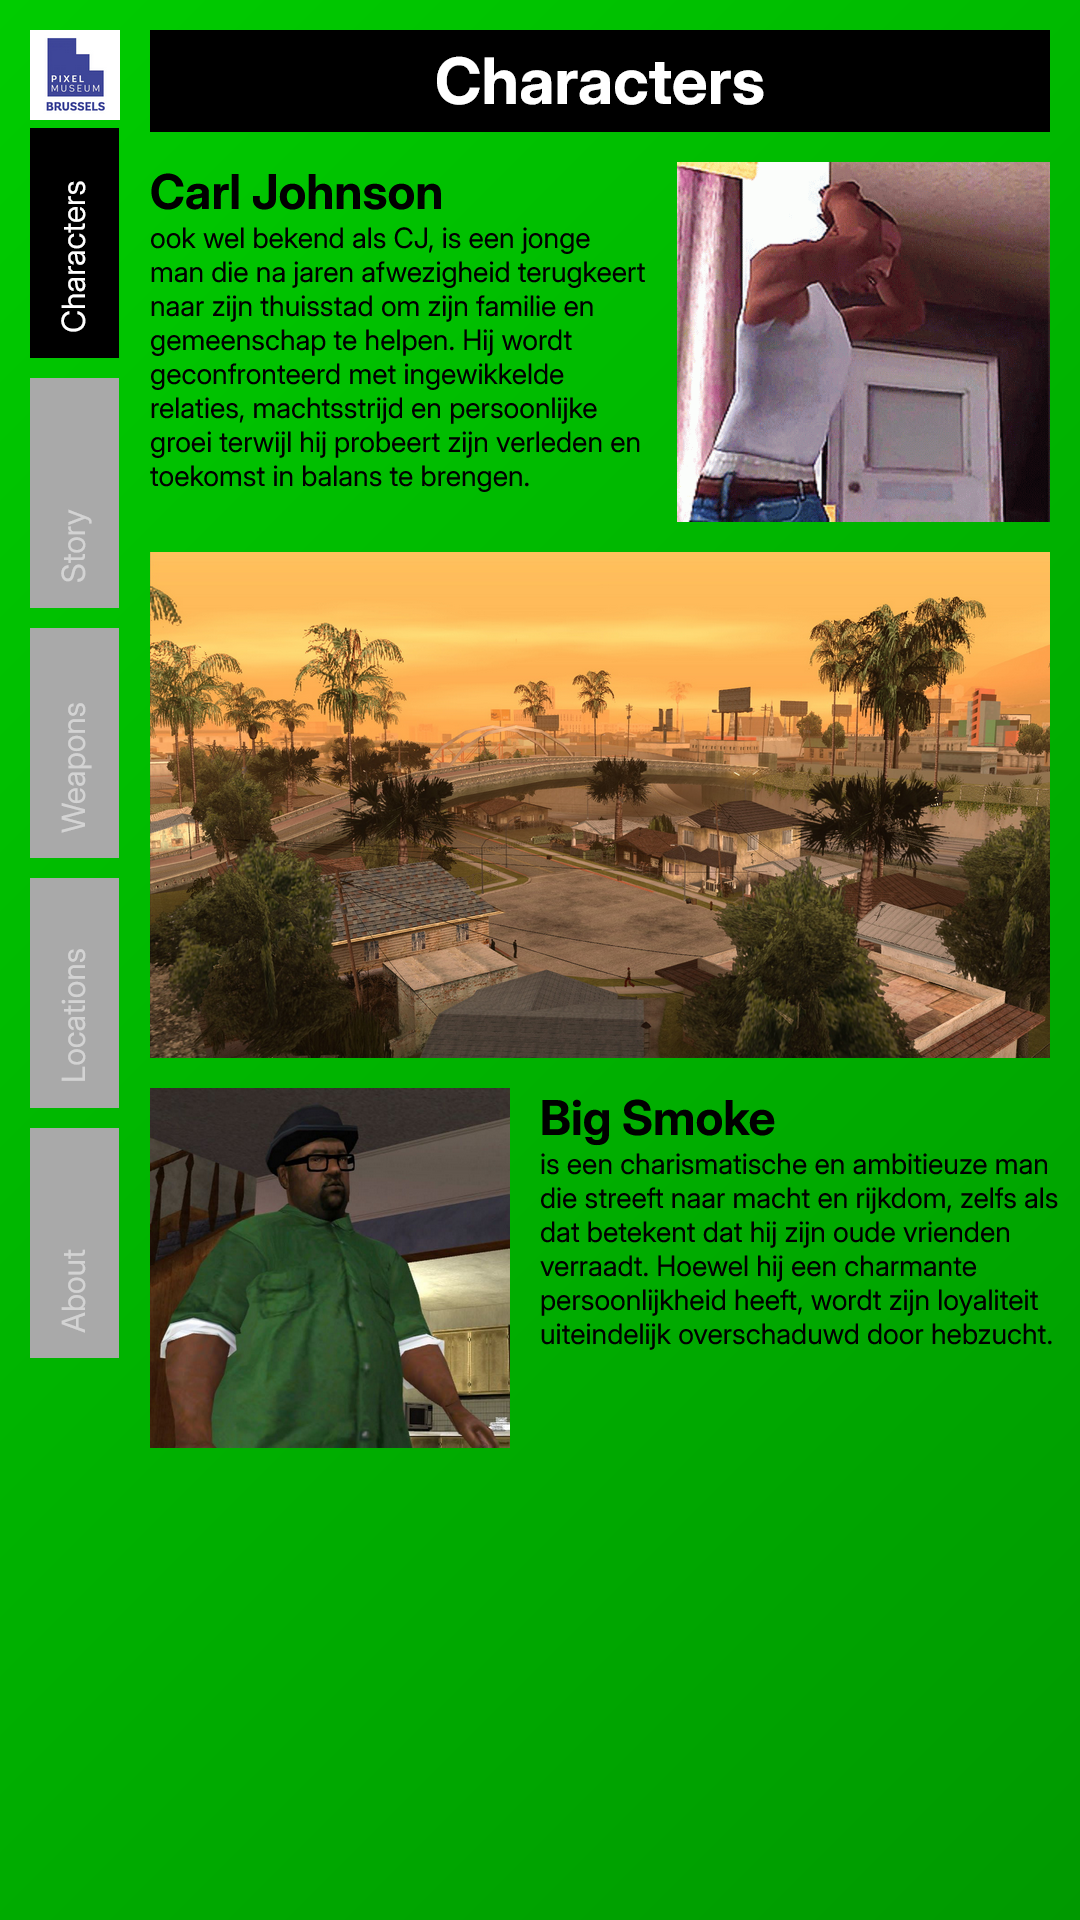 PIXEL
MUSEUM
BRUSSELS
Characters
Characters
Story
Weapons
Locations
About
Carl Johnson
ook wel bekend als CJ, is een jonge
man die na jaren afwezigheid terugkeert
naar zijn thuisstad om zijn familie en
gemeenschap te helpen. Hij wordt
geconfronteerd met ingewikkelde
relaties, machtsstrijd en persoonlijke
groei terwijl hij probeert zijn verleden en
toekomst in balans te brengen.
Big Smoke
is een charismatische en ambitieuze man
die streeft naar macht en rijkdom, zelfs als
dat betekent dat hij zijn oude vrienden
verraadt. Hoewel hij een charmante
persoonlijkheid heeft, wordt zijn loyaliteit
uiteindelijk overschaduwd door hebzucht.